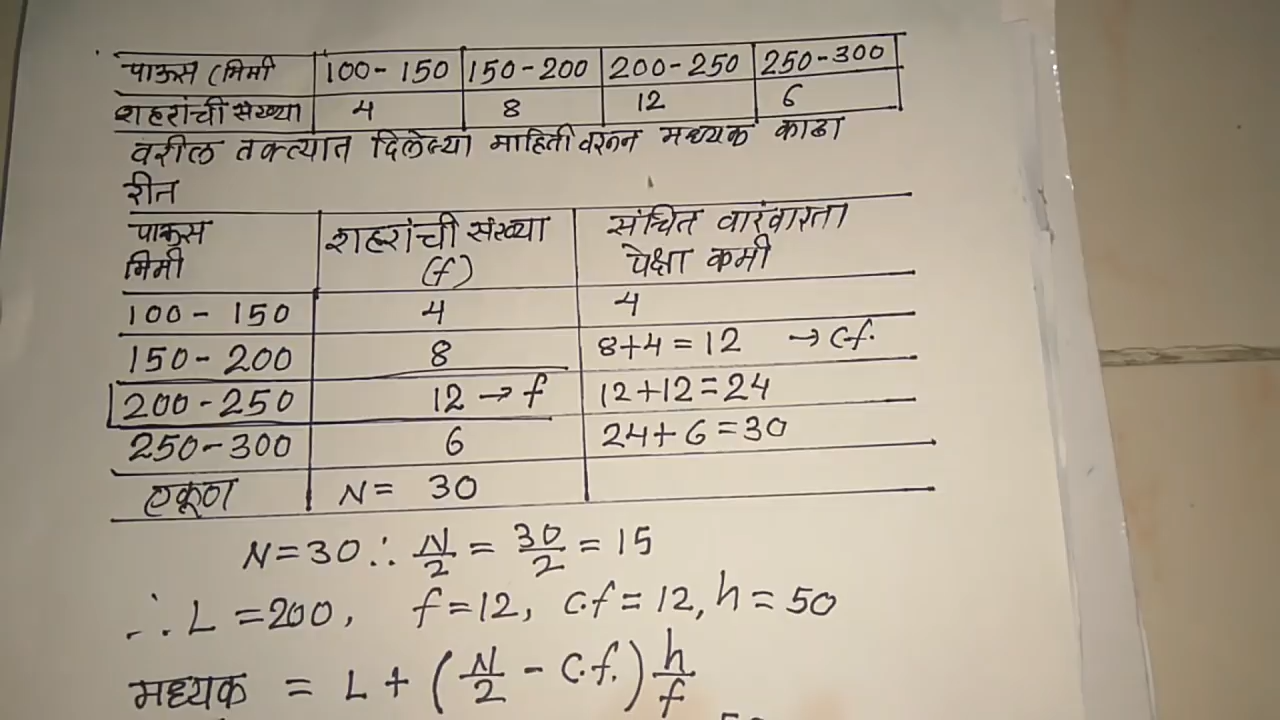 पाऊस (मिमी 100-150 150-200 200-250 250-300
शहरांची संख्या 4 8 12 6
वरील तक्त्यात दिलेल्या माहिती वरून मध्यक काढा
रीत
पाऊस शहरांची संख्या संचित वारंवारता
मिमी (f) पेक्षा कमी
100 - 150 4 4
150 - 200 8 8+4=12 → c.f.
200 - 250 12 → f 12+12=24
250-300 6 24+6=30
एकूण N = 30
N=30 ∴ N/2 = 30/2 = 15
∴ L =200, f=12, c.f=12, h=50
मध्यक = L + (N/2 - c.f.) h/f